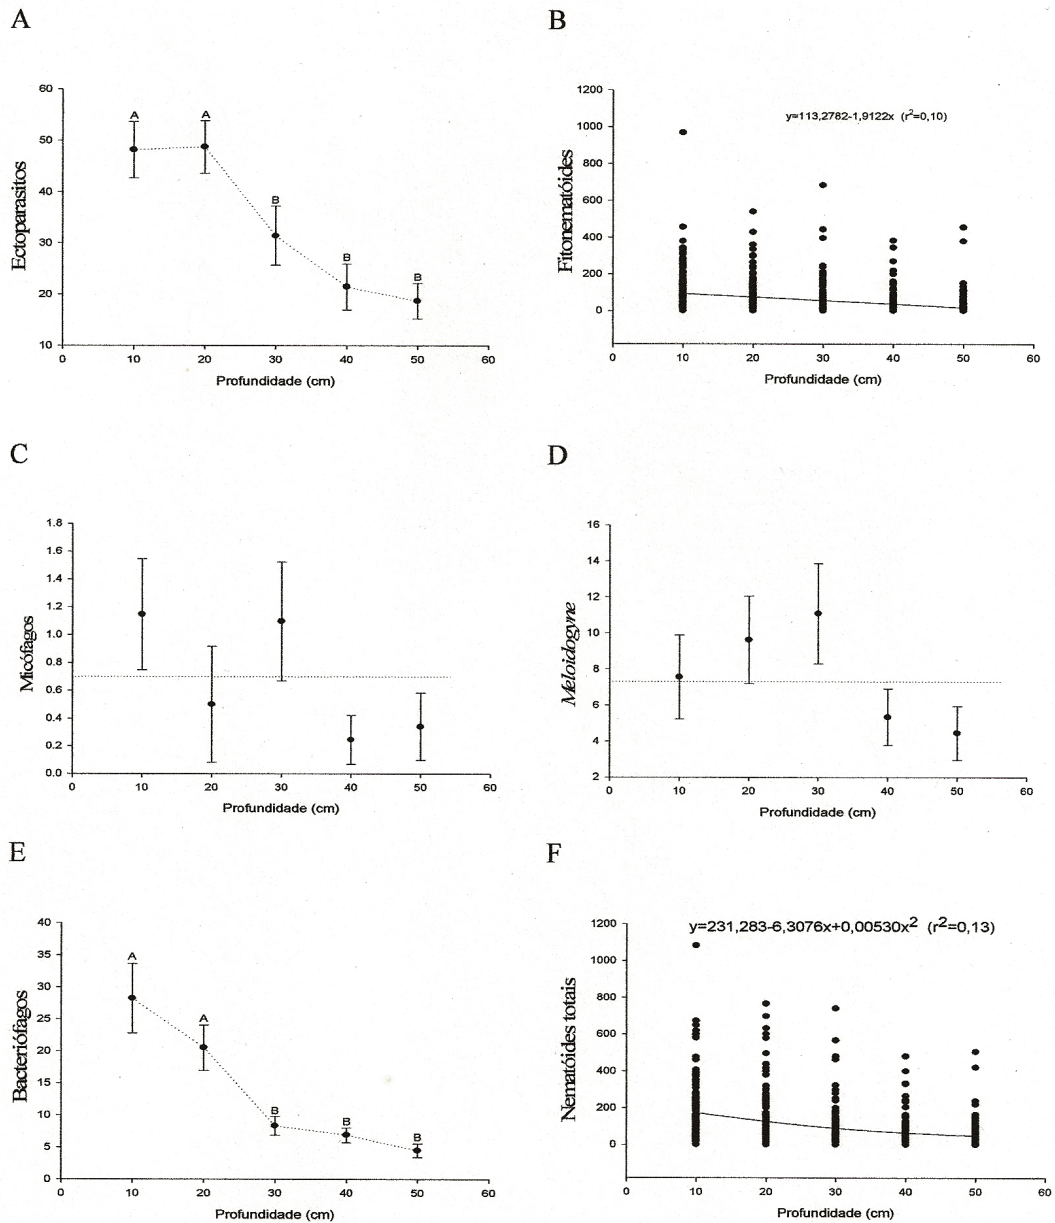 A
B
60
50
40
30
20
10
Ectoparasitos
A
A
B
B
B
0
10
20
30
40
50
60
Profundidade (cm)
1200
1000
800
600
400
200
0
Fitonematóides
y=113,2782-1,9122x (r²=0,10)
0
10
20
30
40
50
60
Profundidade (cm)
C
D
1.8
1.6
1.4
1.2
1.0
0.8
0.6
0.4
0.2
0.0
Micófagos
0
10
20
30
40
50
60
Profundidade (cm)
16
14
12
10
8
6
4
2
Meloidogyne
0
10
20
30
40
50
60
Profundidade (cm)
E
F
40
35
30
25
20
15
10
5
0
Bacteriófagos
A
A
B
B
B
0
10
20
30
40
50
60
Profundidade (cm)
1200
1000
800
600
400
200
0
Nematóides totais
y=231,283-6,3076x+0,00530x² (r²=0,13)
0
10
20
30
40
50
60
Profundidade (cm)